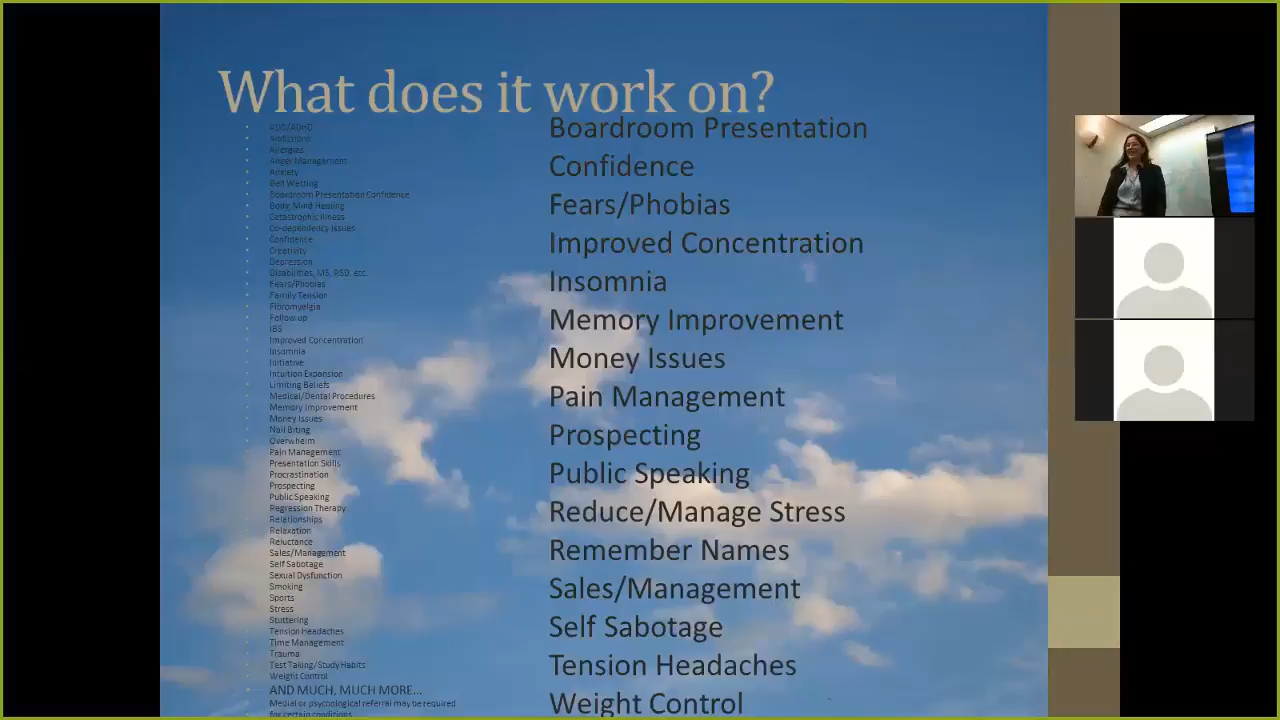 What does it work on?
ADD/ADHD
Addictions
Allergies
Anger Management
Anxiety
Bed Wetting
Boardroom Presentation Confidence
Body, Mind Healing
Catastrophic Illness
Co-dependency Issues
Confidence
Creativity
Depression
Disabilities, MS, RSD, etc.
Fears/Phobias
Family Tension
Fibromyalgia
Follow up
IBS
Improved Concentration
Insomnia
Initiative
Intuition Expansion
Limiting Beliefs
Medical/Dental Procedures
Memory Improvement
Money Issues
Nail Biting
Overwhelm
Pain Management
Presentation Skills
Procrastination
Prospecting
Public Speaking
Regression Therapy
Relationships
Relaxation
Reluctance
Sales/Management
Self Sabotage
Sexual Dysfunction
Smoking
Sports
Stress
Stuttering
Tension Headaches
Time Management
Trauma
Test Taking/Study Habits
Weight Control
AND MUCH, MUCH MORE...
Medial or psychological referral may be required
for certain conditions
Boardroom Presentation
Confidence
Fears/Phobias
Improved Concentration
Insomnia
Memory Improvement
Money Issues
Pain Management
Prospecting
Public Speaking
Reduce/Manage Stress
Remember Names
Sales/Management
Self Sabotage
Tension Headaches
Weight Control